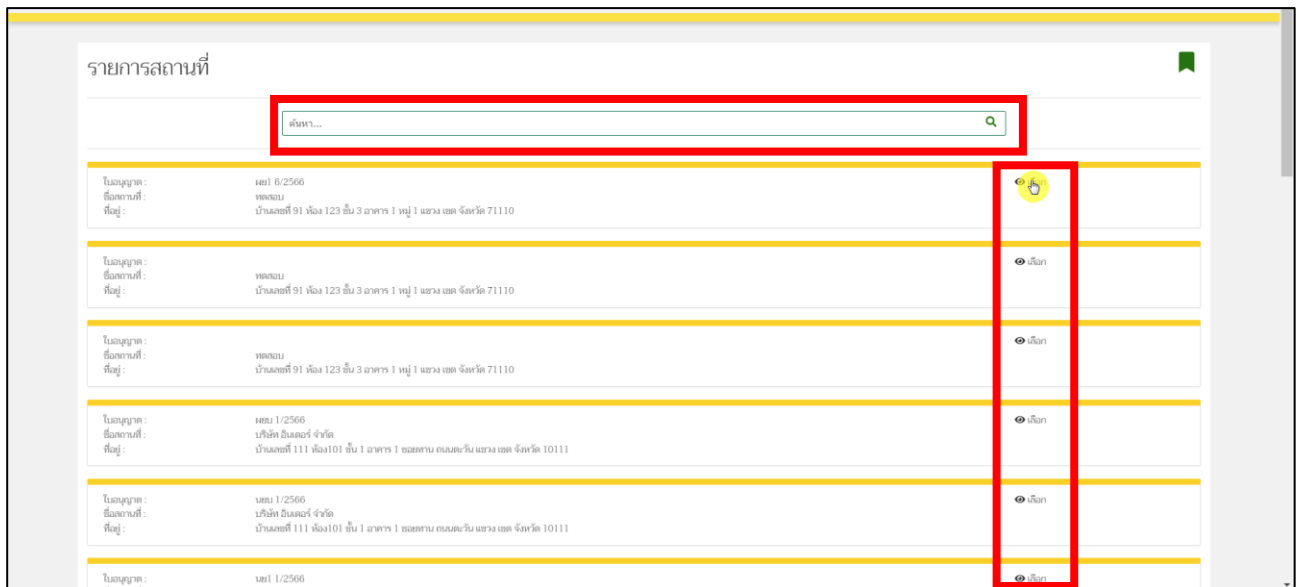 รายการสถานที่
ค้นหา...
ใบอนุญาต : ผย1 6/2566 เลือก
ชื่อสถานที่ : ทดสอบ
ที่อยู่ : บ้านเลขที่ 91 ห้อง 123 ชั้น 3 อาคาร 1 หมู่ 1 แขวง เขต จังหวัด 71110
ใบอนุญาต : เลือก
ชื่อสถานที่ : ทดสอบ
ที่อยู่ : บ้านเลขที่ 91 ห้อง 123 ชั้น 3 อาคาร 1 หมู่ 1 แขวง เขต จังหวัด 71110
ใบอนุญาต : เลือก
ชื่อสถานที่ : ทดสอบ
ที่อยู่ : บ้านเลขที่ 91 ห้อง 123 ชั้น 3 อาคาร 1 หมู่ 1 แขวง เขต จังหวัด 71110
ใบอนุญาต : ผยบ 1/2566 เลือก
ชื่อสถานที่ : บริษัท อินเตอร์ จำกัด
ที่อยู่ : บ้านเลขที่ 111 ห้อง101 ชั้น 1 อาคาร 1 ซอยทาน ถนนตะวัน แขวง เขต จังหวัด 10111
ใบอนุญาต : นยบ 1/2566 เลือก
ชื่อสถานที่ : บริษัท อินเตอร์ จำกัด
ที่อยู่ : บ้านเลขที่ 111 ห้อง101 ชั้น 1 อาคาร 1 ซอยทาน ถนนตะวัน แขวง เขต จังหวัด 10111
ใบอนุญาต : นย1 1/2566 เลือก